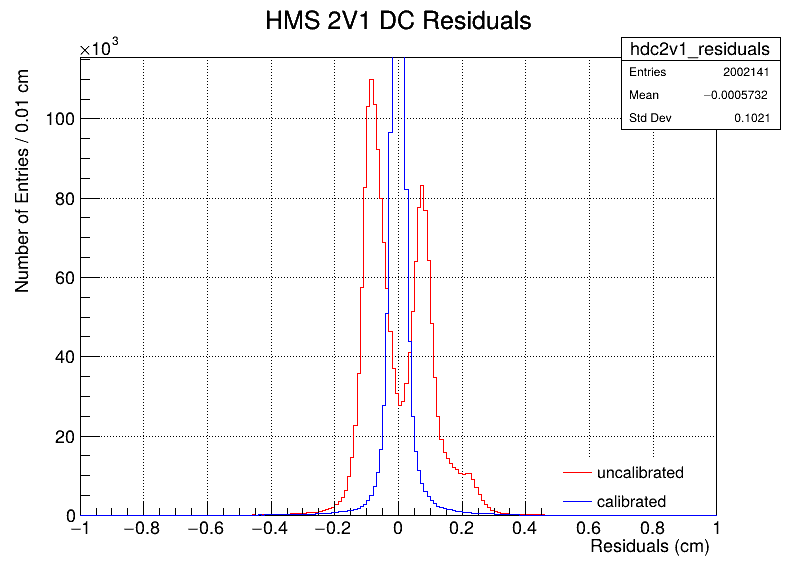 HMS 2V1 DC Residuals
×10³
hdc2v1_residuals
Entries 2002141
Mean −0.0005732
Std Dev 0.1021
Number of Entries / 0.01 cm
100
80
60
40
20
0
uncalibrated
calibrated
−1 −0.8 −0.6 −0.4 −0.2 0 0.2 0.4 0.6 0.8 1
Residuals (cm)